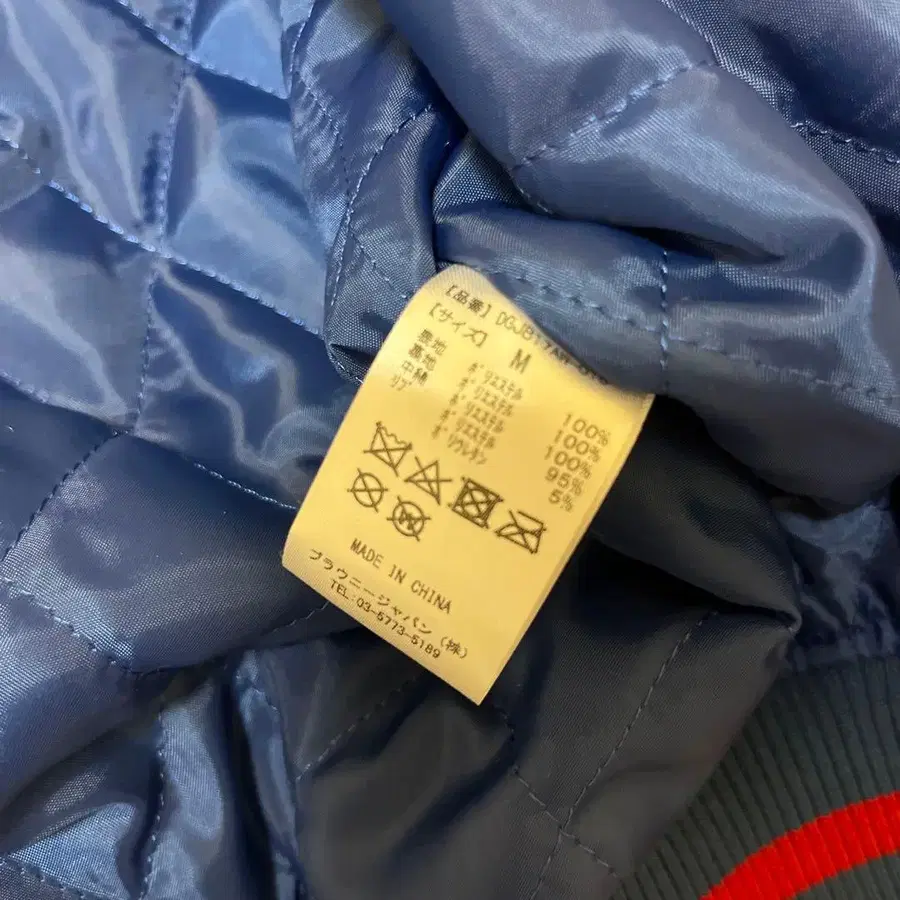 【品番】DGJB17AW
【サイズ】 M
表地 ポリエステル 100%
基地 ポリエステル 100%
中綿 ポリエステル 100%
リブ ポリエステル 95%
ポリウレオン 5%
MADE IN CHINA
ブラウニージャパン（株）
TEL:03-5773-5189